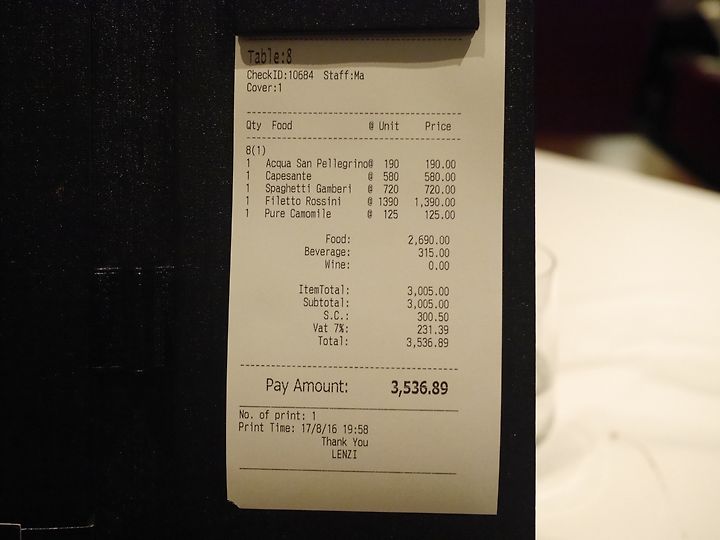 Table:8
CheckID:10684 Staff:Ma
Cover:1
Qty Food @ Unit Price
8(1)
1 Acqua San Pellegrino@ 190 190.00
1 Capesante @ 580 580.00
1 Spaghetti Gamberi @ 720 720.00
1 Filetto Rossini @ 1390 1,390.00
1 Pure Camomile @ 125 125.00
Food: 2,690.00
Beverage: 315.00
Wine: 0.00
ItemTotal: 3,005.00
Subtotal: 3,005.00
S.C.: 300.50
Vat 7%: 231.39
Total: 3,536.89
Pay Amount: 3,536.89
No. of print: 1
Print Time: 17/8/16 19:58
Thank You
LENZI